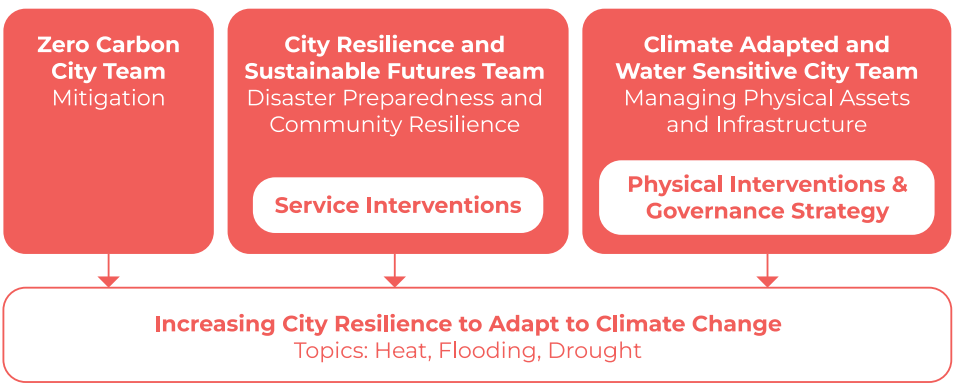 Zero Carbon
City Team
Mitigation
City Resilience and
Sustainable Futures Team
Disaster Preparedness and
Community Resilience
Service Interventions
Climate Adapted and
Water Sensitive City Team
Managing Physical Assets
and Infrastructure
Physical Interventions &
Governance Strategy
Increasing City Resilience to Adapt to Climate Change
Topics: Heat, Flooding, Drought